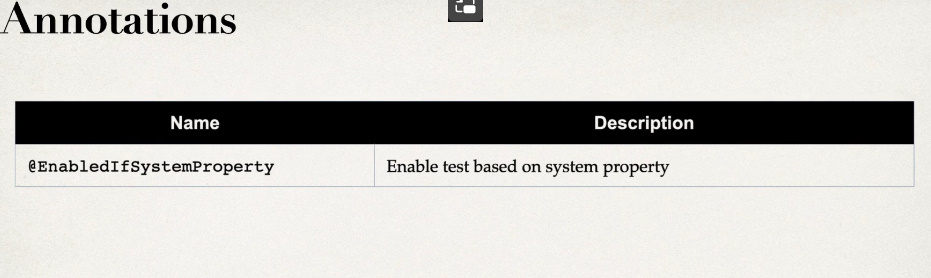 Annotations
Name Description
@EnabledIfSystemProperty Enable test based on system property